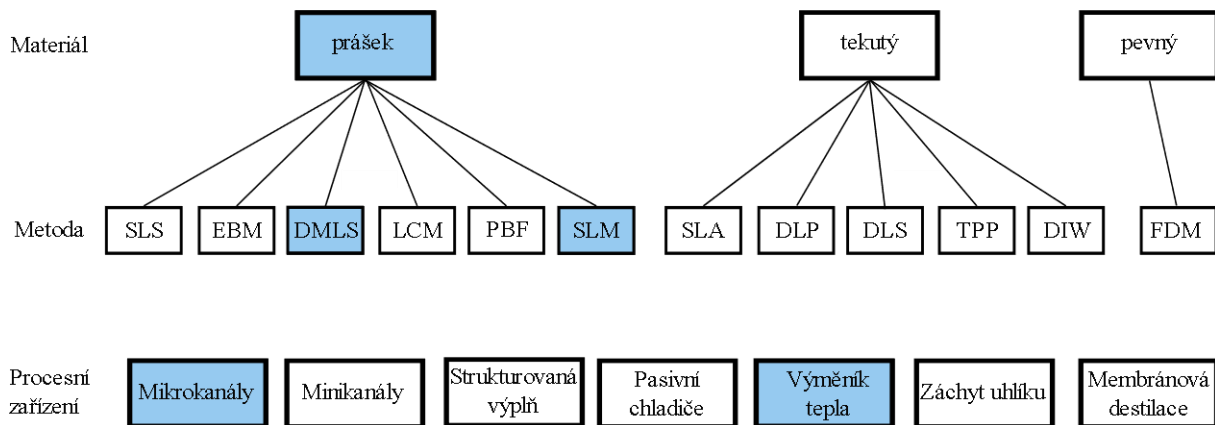 Materiál
prášek
tekutý
pevný
Metoda
SLS
EBM
DMLS
LCM
PBF
SLM
SLA
DLP
DLS
TPP
DIW
FDM
Procesní
zařízení
Mikrokanály
Minikanály
Strukturovaná
výplň
Pasivní
chladiče
Výměník
tepla
Záchyt uhlíku
Membránová
destilace